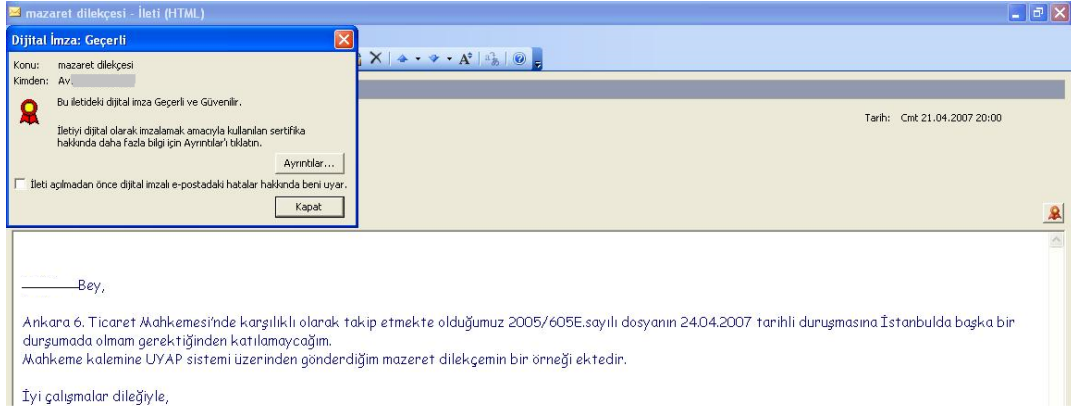 mazaret dilekçesi - İleti (HTML)
Dijital İmza: Geçerli
Konu: mazaret dilekçesi
Kimden: Av.
Bu iletideki dijital imza Geçerli ve Güvenilir.
İletiyi dijital olarak imzalamak amacıyla kullanılan sertifika
hakkında daha fazla bilgi için Ayrıntılar'ı tıklatın.
Ayrıntılar...
İleti açılmadan önce dijital imzalı e-postadaki hatalar hakkında beni uyar.
Kapat
Tarih: Cmt 21.04.2007 20:00
Bey,
Ankara 6. Ticaret Mahkemesi'nde karşılıklı olarak takip etmekte olduğumuz 2005/605E.sayılı dosyanın 24.04.2007 tarihli duruşmasına İstanbulda başka bir
durşumada olmam gerektiğinden katılamaycağım.
Mahkeme kalemine UYAP sistemi üzerinden gönderdiğim mazeret dilekçemin bir örneği ektedir.
İyi çalışmalar dileğiyle,